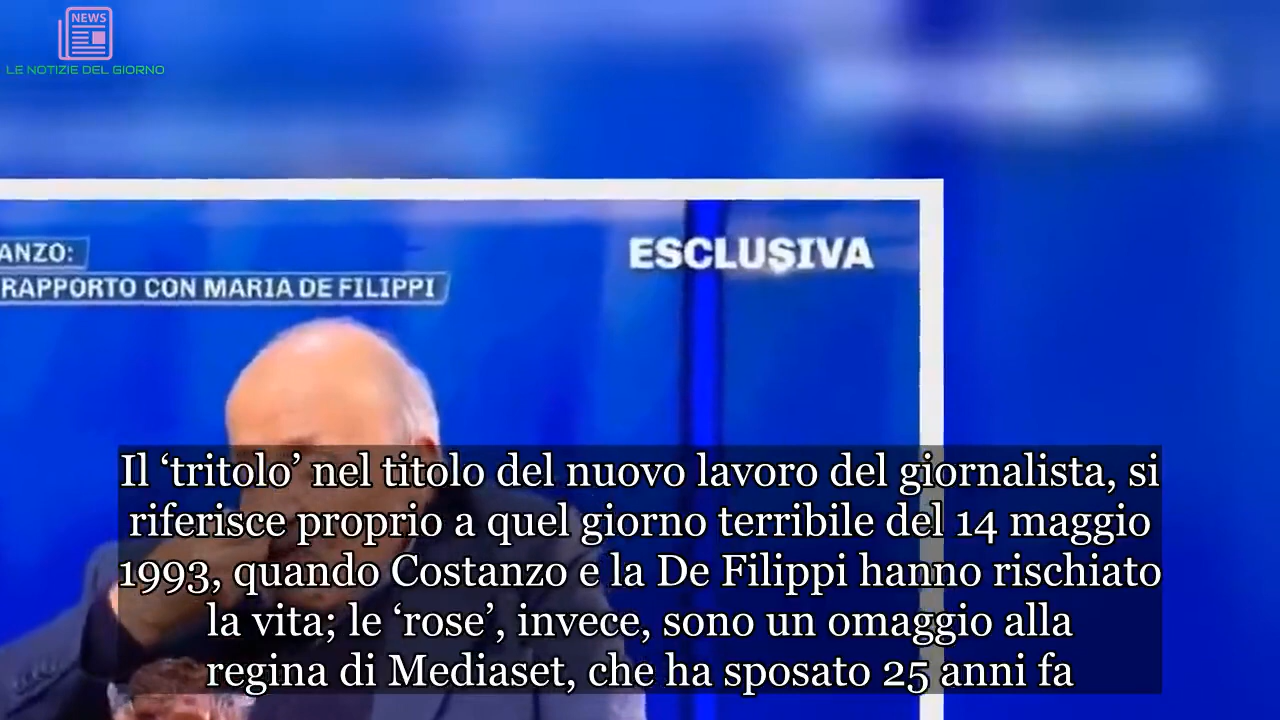 NEWS
LE NOTIZIE DEL GIORNO
ANZO:
ESCLUSIVA
RAPPORTO CON MARIA DE FILIPPI
Il ‘tritolo’ nel titolo del nuovo lavoro del giornalista, si
riferisce proprio a quel giorno terribile del 14 maggio
1993, quando Costanzo e la De Filippi hanno rischiato
la vita; le ‘rose’, invece, sono un omaggio alla
regina di Mediaset, che ha sposato 25 anni fa